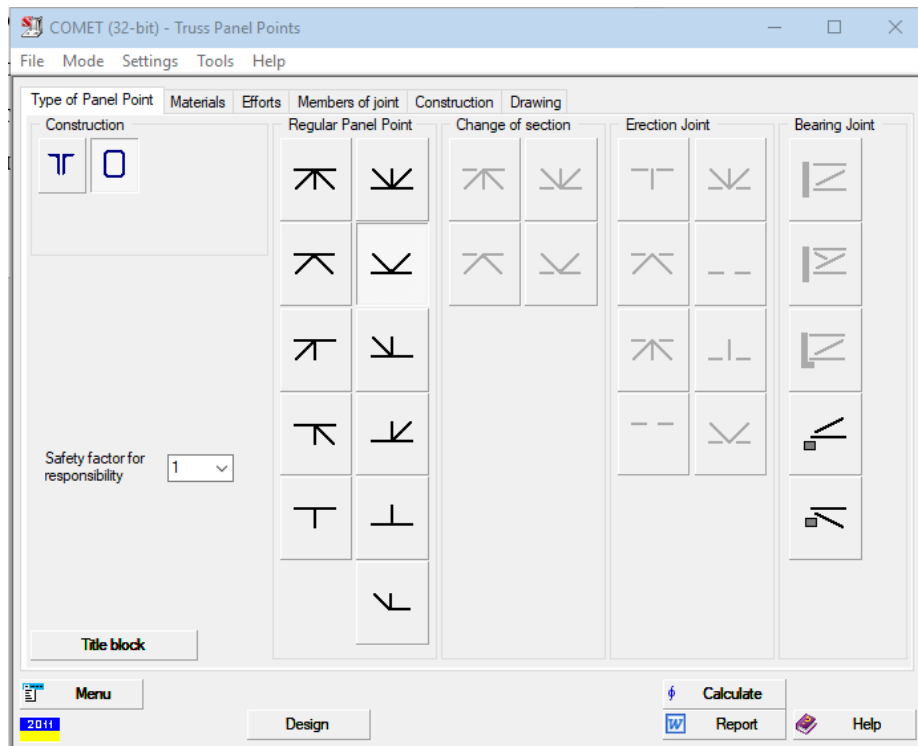 COMET (32-bit) - Truss Panel Points
File Mode Settings Tools Help
Type of Panel Point Materials Efforts Members of joint Construction Drawing
Construction Regular Panel Point Change of section Erection Joint Bearing Joint
Safety factor for
responsibility
1
Title block
Menu Calculate
2011 Design Report Help